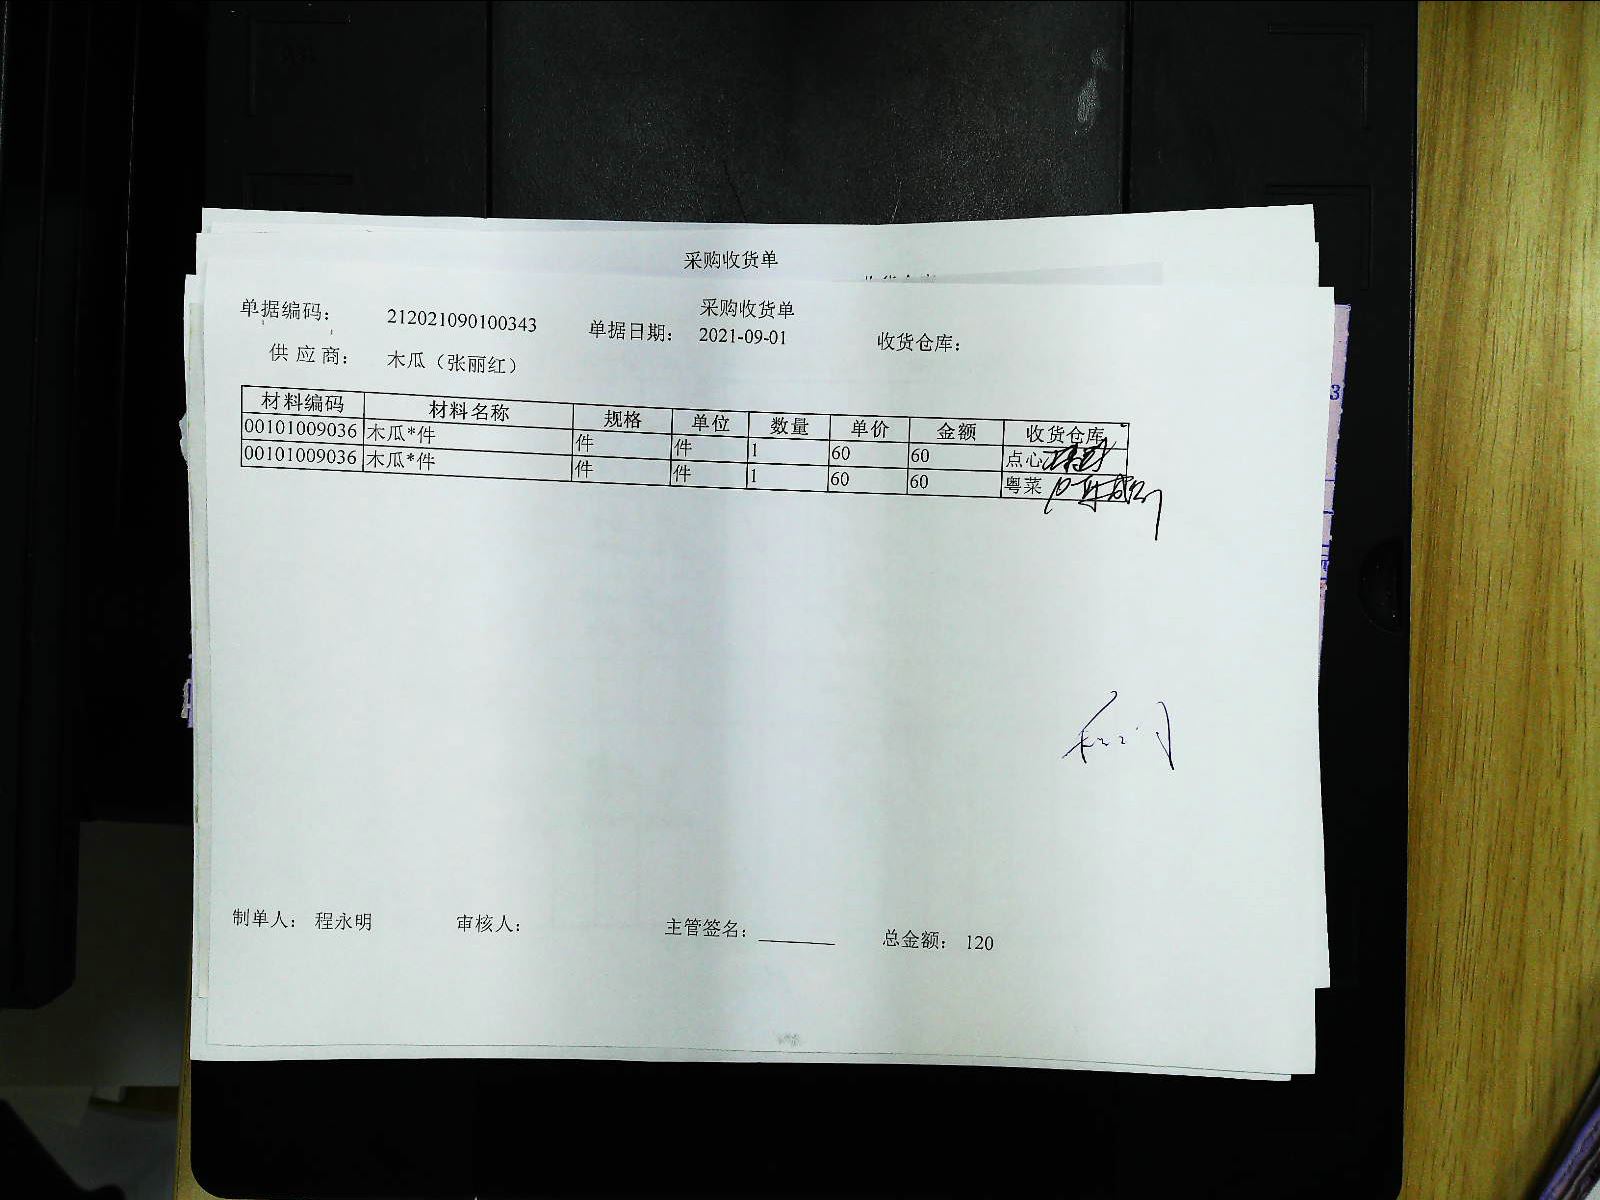 采购收货单
采购收货单
单据编码： 212021090100343 单据日期： 2021-09-01 收货仓库：
供应商： 木瓜（张丽红）
材料编码 材料名称 规格 单位 数量 单价 金额 收货仓库
00101009036 木瓜*件 件 件 1 60 60 点心
00101009036 木瓜*件 件 件 1 60 60 粤菜
制单人： 程永明 审核人： 主管签名： 总金额： 120